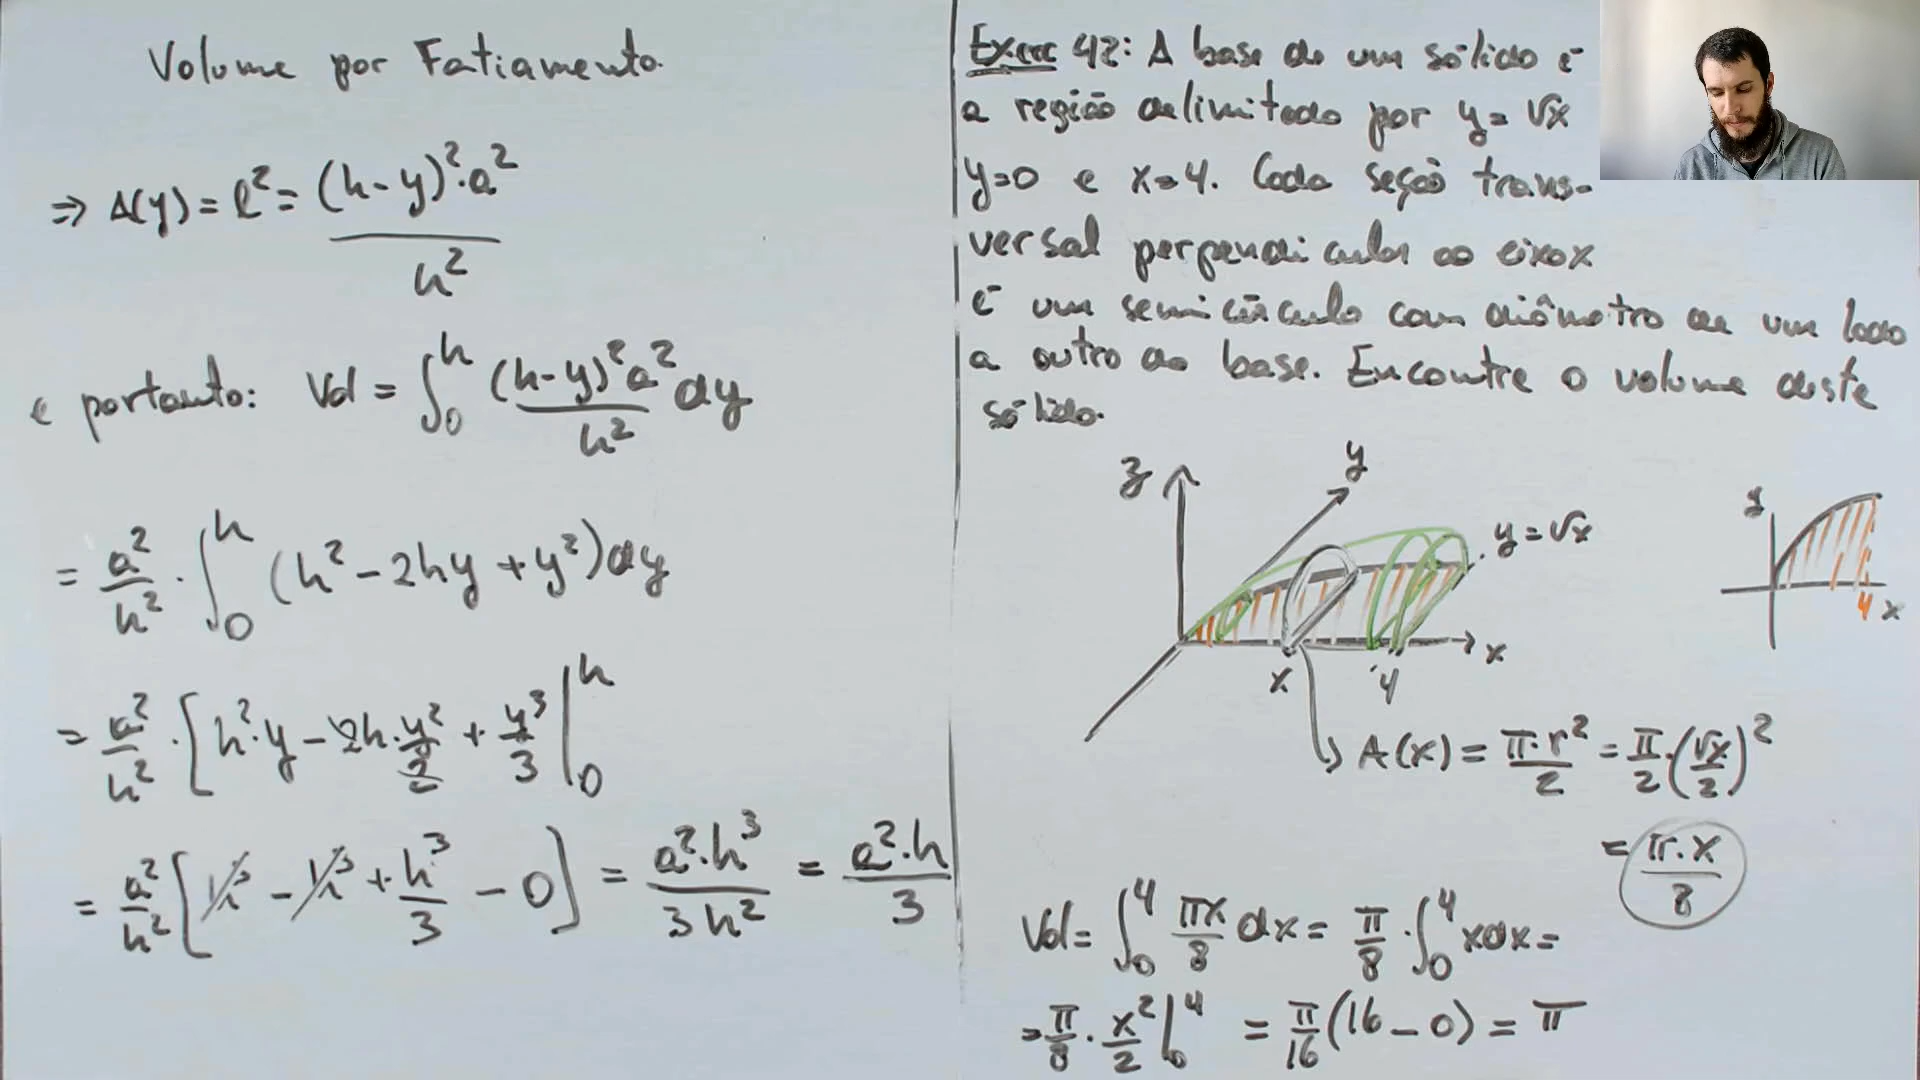 Volume por Fatiamento.
⇒ A(y) = l² = (h-y)²·a² / h²
e portanto: Vol = ∫₀ʰ (h-y)²a² / h² dy
= a²/h² · ∫₀ʰ (h² - 2hy + y²)dy
= a²/h² · [h²·y - 2h·y²/2 + y³/3 |₀ʰ
= a²/h² [h³ - h³ + h³/3 - 0] = a²·h³ / 3h² = a²·h / 3
Exerc 42: A base de um sólido é
a região delimitada por y = √x
y=0 e x=4. Cada seção trans-
versal perpendicular ao eixo x
é um semicírculo com diâmetro de um lado
a outro da base. Encontre o volume deste
sólido.
z
y
y = √x
x
x
4
y
4
x
↳ A(x) = π·r²/2 = π/2·(√x/2)²
= π·x/8
Vol = ∫₀⁴ πx/8 dx = π/8 · ∫₀⁴ xdx =
= π/8 · x²/2 |₀⁴ = π/16 (16 - 0) = π